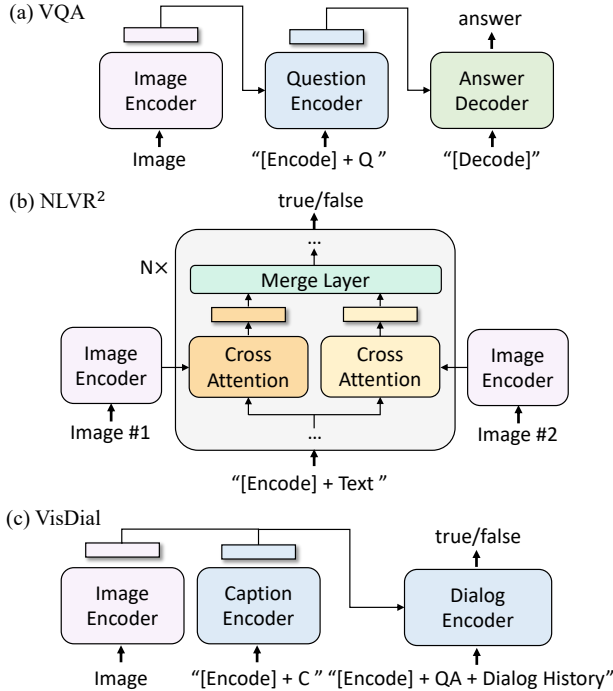 (a) VQA
answer
Image Encoder
Question Encoder
Answer Decoder
Image
“[Encode] + Q ”
“[Decode]”
(b) NLVR²
true/false
...
N×
Merge Layer
Image Encoder
Cross Attention
Cross Attention
Image Encoder
Image #1
...
Image #2
“[Encode] + Text ”
(c) VisDial
true/false
Image Encoder
Caption Encoder
Dialog Encoder
Image
“[Encode] + C ”
“[Encode] + QA + Dialog History”